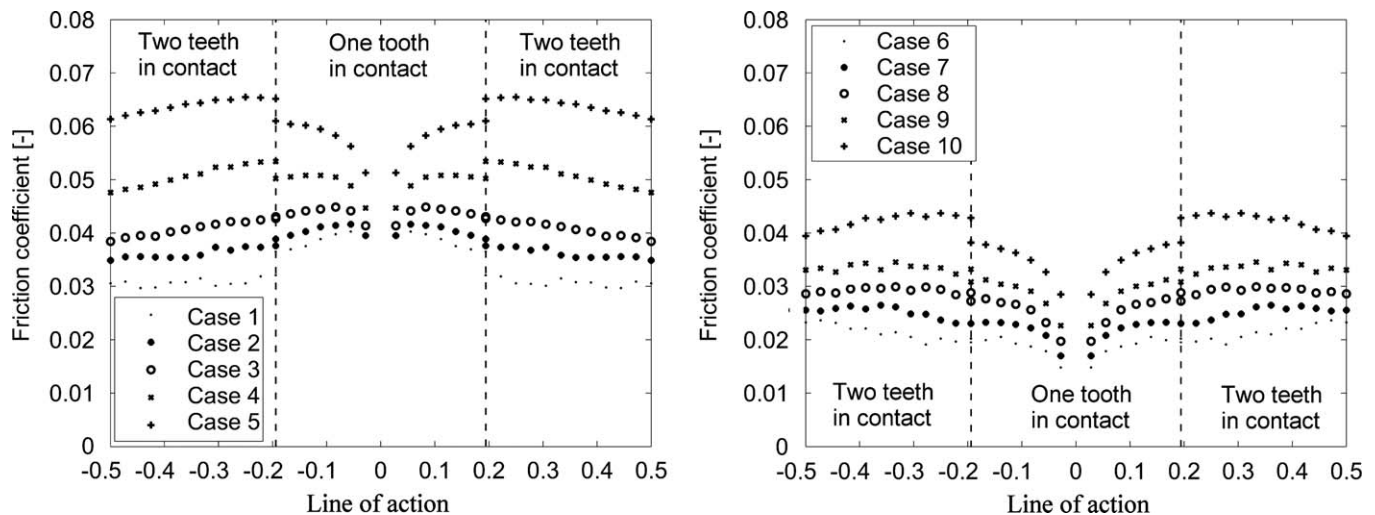 0.08
0.07
0.06
0.05
0.04
0.03
0.02
0.01
0
Friction coefficient [-]
Two teeth
in contact
One tooth
in contact
Two teeth
in contact
Case 1
Case 2
Case 3
Case 4
Case 5
-0.5 -0.4 -0.3 -0.2 -0.1 0 0.1 0.2 0.3 0.4 0.5
Line of action
0.08
0.07
0.06
0.05
0.04
0.03
0.02
0.01
0
Friction coefficient [-]
Case 6
Case 7
Case 8
Case 9
Case 10
Two teeth
in contact
One tooth
in contact
Two teeth
in contact
-0.5 -0.4 -0.3 -0.2 -0.1 0 0.1 0.2 0.3 0.4 0.5
Line of action